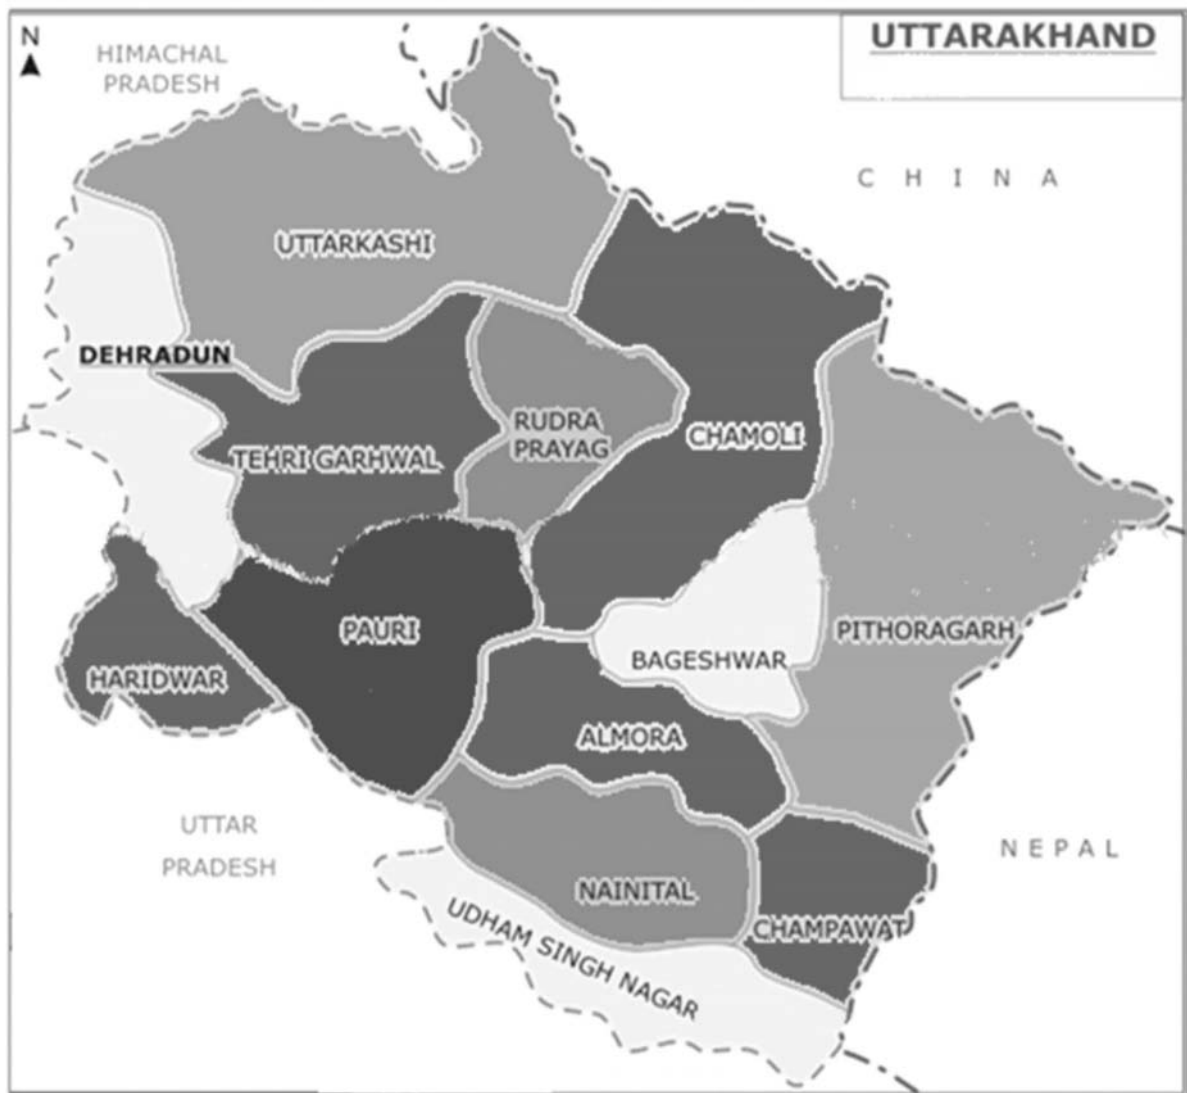 N
HIMACHAL
PRADESH
UTTARAKHAND
C H I N A
UTTARKASHI
DEHRADUN
RUDRA
PRAYAG
CHAMOLI
TEHRI GARHWAL
PAURI
PITHORAGARH
BAGESHWAR
HARIDWAR
ALMORA
UTTAR
PRADESH
N E P A L
NAINITAL
CHAMPAWAT
UDHAM SINGH NAGAR